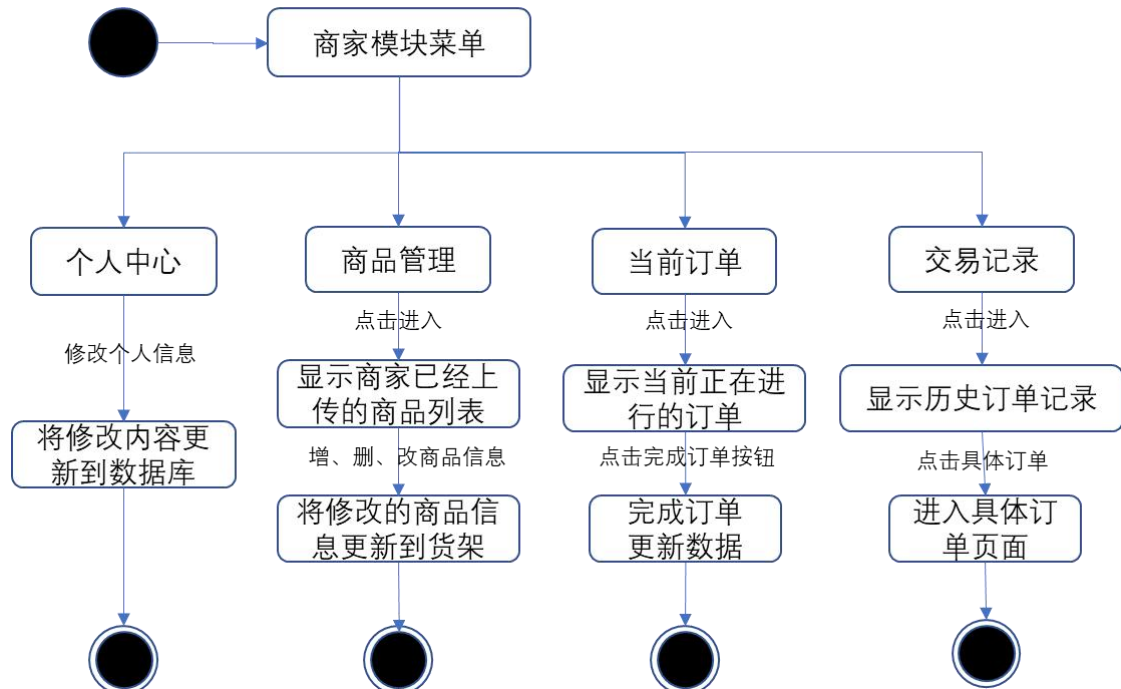 商家模块菜单
个人中心
商品管理
当前订单
交易记录
点击进入
点击进入
点击进入
修改个人信息
显示商家已经上
传的商品列表
显示当前正在进
行的订单
显示历史订单记录
将修改内容更
新到数据库
增、删、改商品信息
点击完成订单按钮
点击具体订单
将修改的商品信
息更新到货架
完成订单
更新数据
进入具体订
单页面